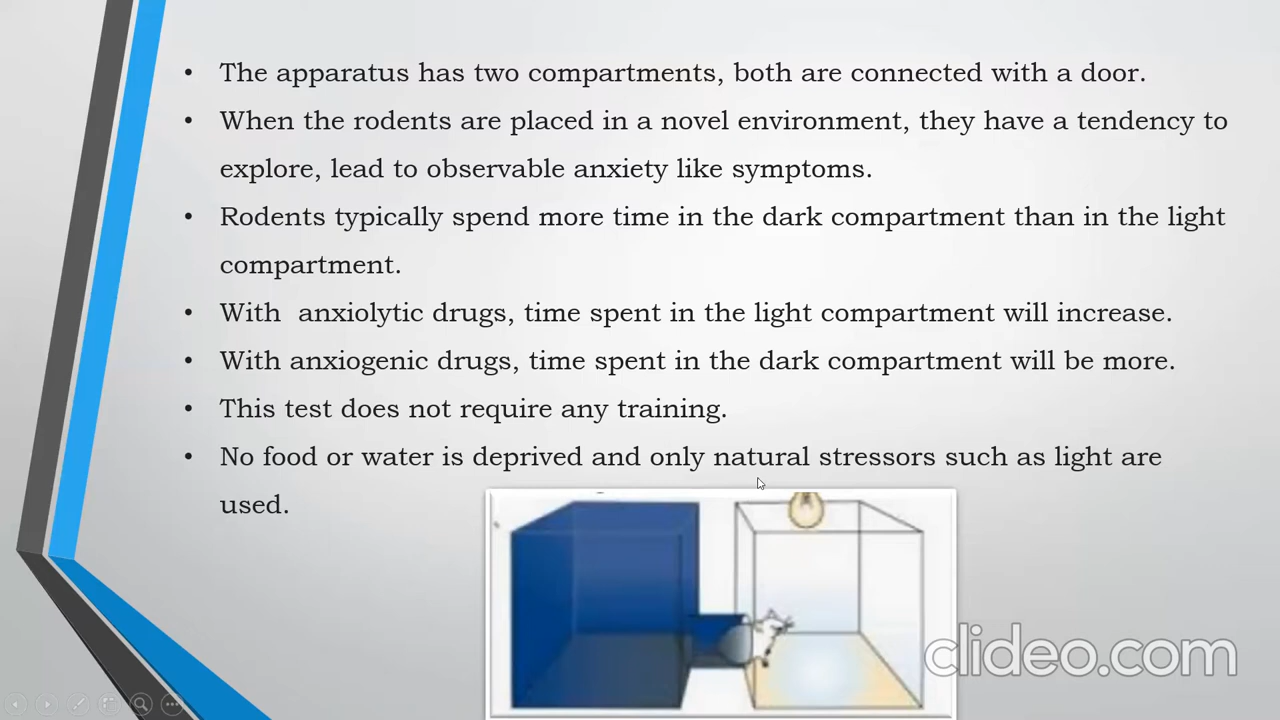 • The apparatus has two compartments, both are connected with a door.
• When the rodents are placed in a novel environment, they have a tendency to
explore, lead to observable anxiety like symptoms.
• Rodents typically spend more time in the dark compartment than in the light
compartment.
• With  anxiolytic drugs, time spent in the light compartment will increase.
• With anxiogenic drugs, time spent in the dark compartment will be more.
• This test does not require any training.
• No food or water is deprived and only natural stressors such as light are
used.
clideo.com